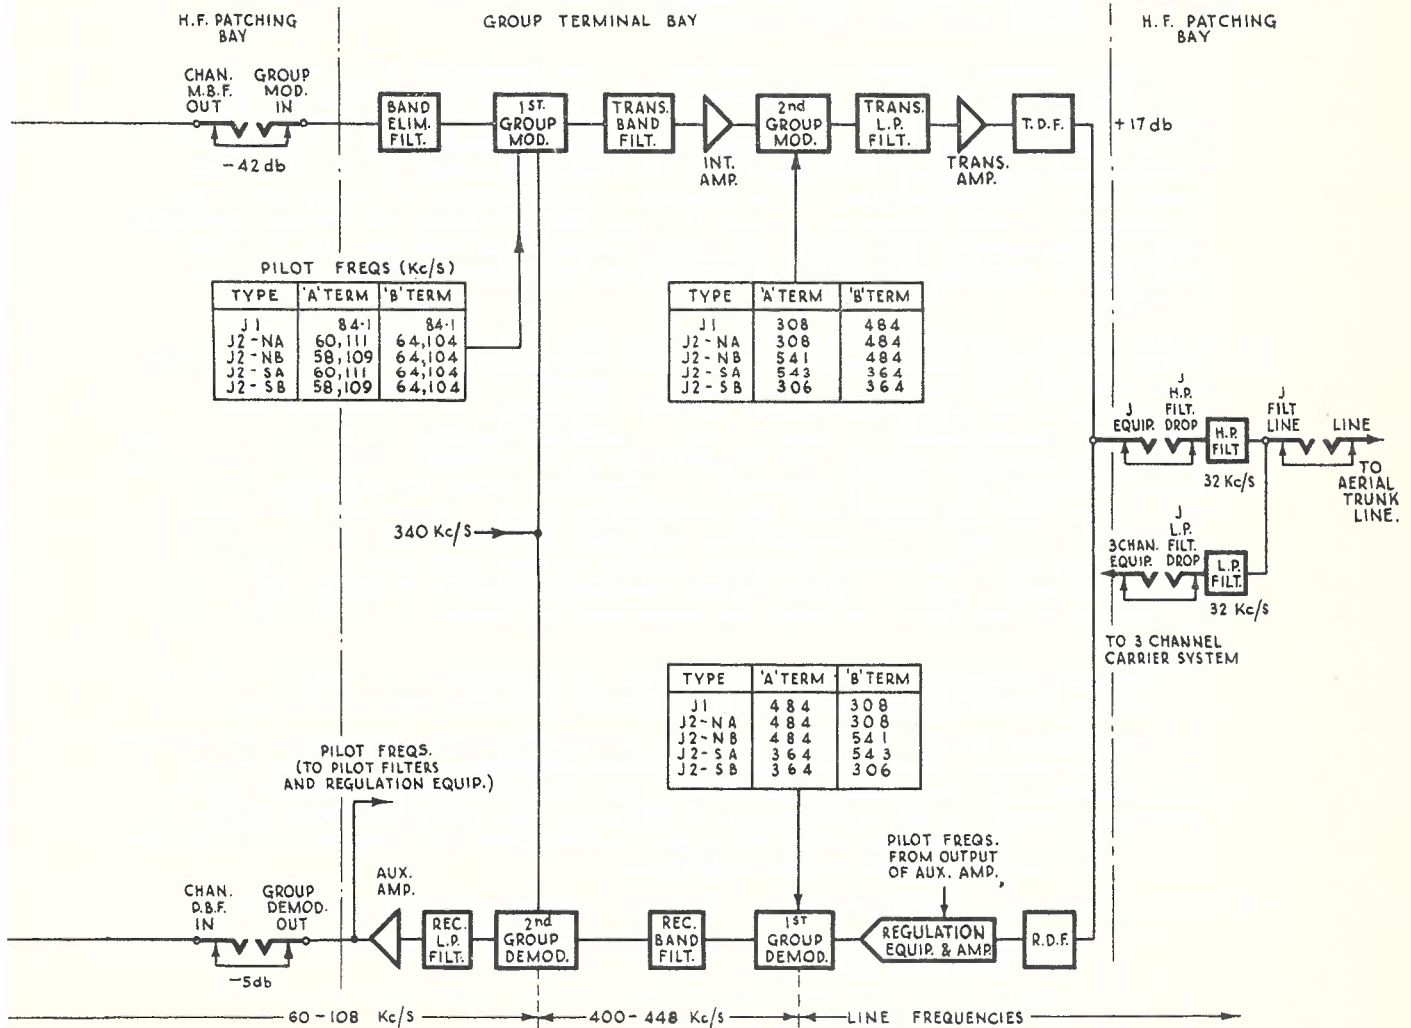 H.F. PATCHING
BAY
GROUP TERMINAL BAY
H.F. PATCHING
BAY
CHAN.
M.B.F.
OUT
GROUP
MOD.
IN
-42db
BAND
ELIM.
FILT.
1ST.
GROUP
MOD.
TRANS.
BAND
FILT.
INT.
AMP.
2nd
GROUP
MOD.
TRANS.
L.P.
FILT.
TRANS.
AMP.
T.D.F.
+17db
PILOT FREQS (Kc/s)
TYPE 'A' TERM 'B' TERM
J1 84·1 84·1
J2-NA 60,111 64,104
J2-NB 58,109 64,104
J2-SA 60,111 64,104
J2-SB 58,109 64,104
TYPE 'A' TERM 'B' TERM
J1 308 484
J2-NA 308 484
J2-NB 541 484
J2-SA 543 364
J2-SB 306 364
J
EQUIP.
J
H.P.
FILT.
DROP
H.P.
FILT
32 Kc/s
J
FILT
LINE
LINE
TO
AERIAL
TRUNK
LINE.
340 Kc/s
3CHAN.
EQUIP.
J
L.P.
FILT.
DROP
L.P.
FILT.
32 Kc/s
TO 3 CHANNEL
CARRIER SYSTEM
TYPE 'A' TERM 'B' TERM
J1 484 308
J2-NA 484 308
J2-NB 484 541
J2-SA 364 543
J2-SB 364 306
PILOT FREQS.
(TO PILOT FILTERS
AND REGULATION EQUIP.)
PILOT FREQS.
FROM OUTPUT
OF AUX. AMP.
CHAN.
D.B.F.
IN
GROUP
DEMOD.
OUT
-5db
AUX.
AMP.
REC.
L.P.
FILT.
2nd
GROUP
DEMOD.
REC.
BAND
FILT.
1ST
GROUP
DEMOD.
REGULATION
EQUIP. & AMP.
R.D.F.
60-108 Kc/s
400-448 Kc/s
LINE FREQUENCIES